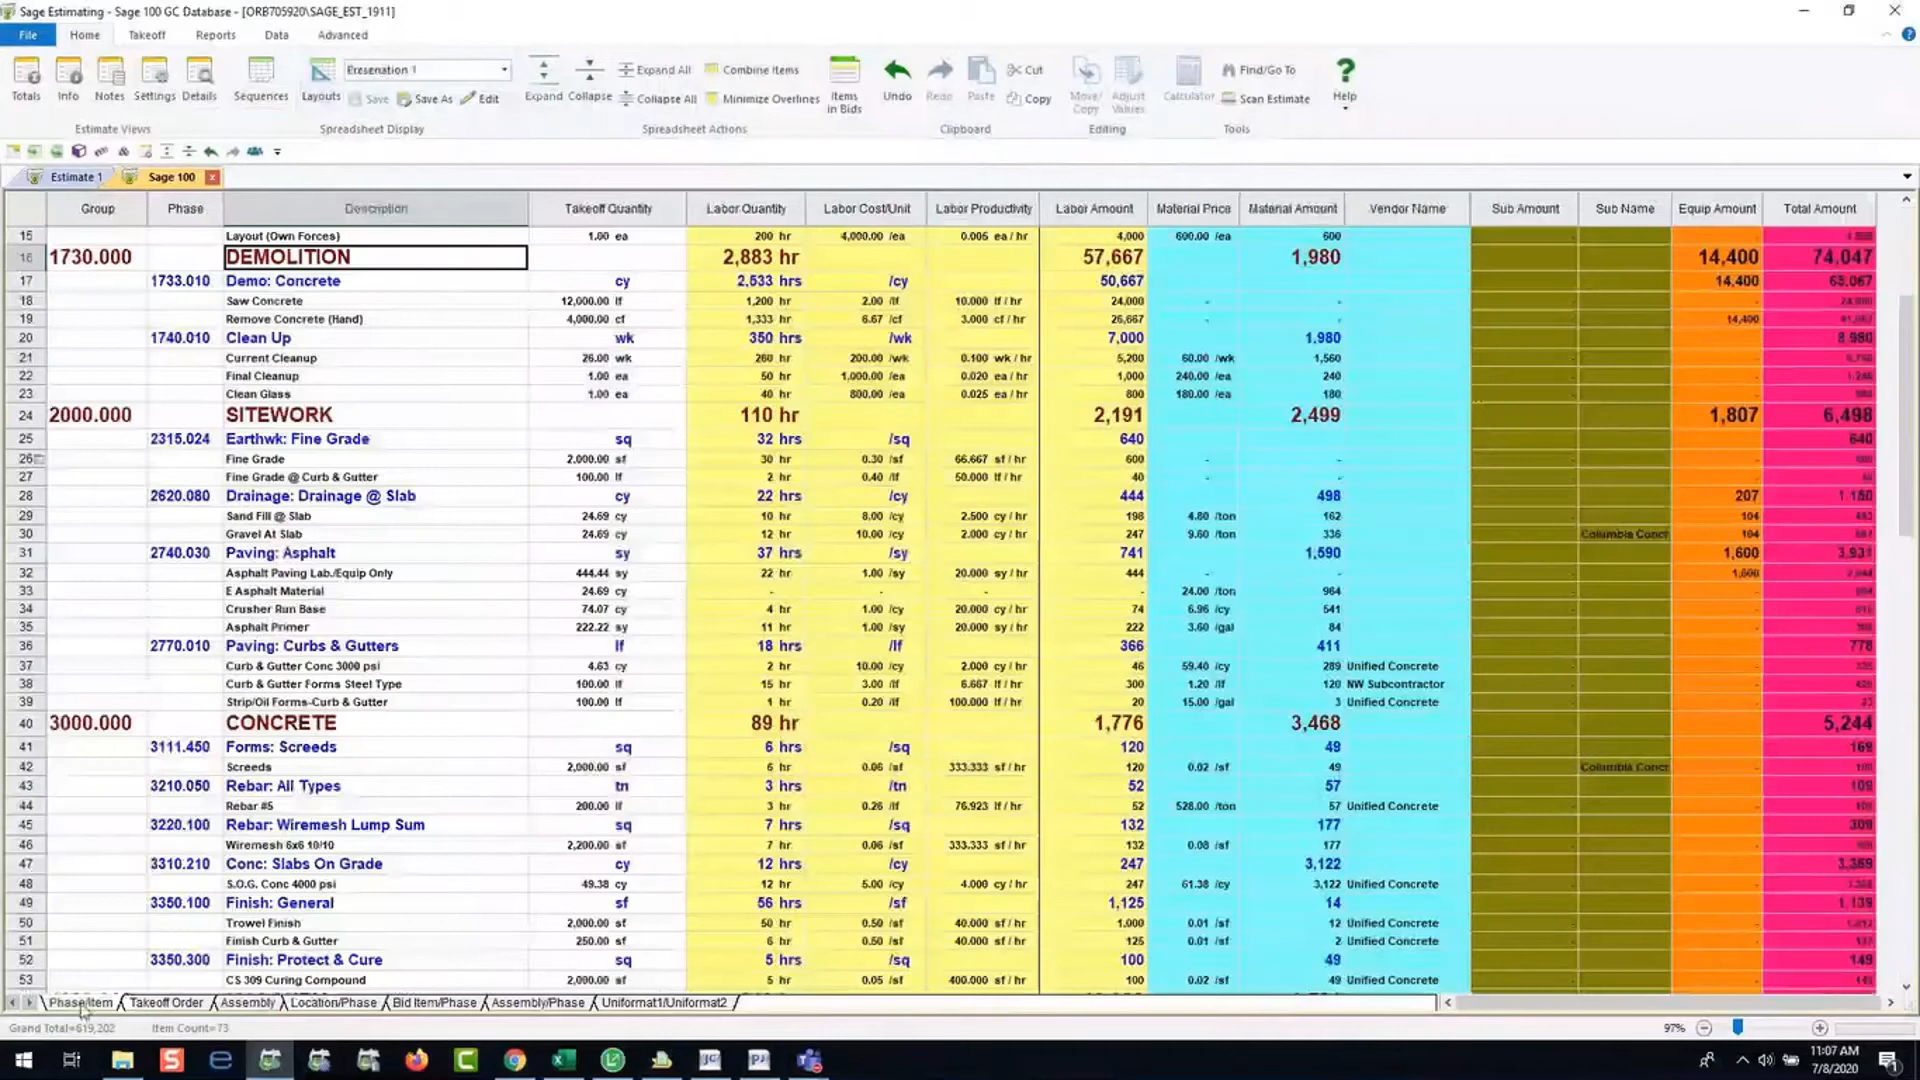 Sage Estimating - Sage 100 GC Database - [ORB705920\SAGE_EST_1911]
File Home Takeoff Reports Data Advanced
Totals Info Notes Settings Details Sequences Layouts Save Save As Edit
Expand Collapse Expand All Collapse All Combine Items Minimize Overlines Items in Bids
Undo Redo Paste Cut Copy Move/Copy Adjust Values Calculator Find/Go To Scan Estimate Help
Estimate Views Spreadsheet Display Spreadsheet Actions Clipboard Editing Tools
Estimate 1 Sage 100
Group Phase Description Takeoff Quantity Labor Quantity Labor Cost/Unit Labor Productivity Labor Amount Material Price Material Amount Vendor Name Sub Amount Sub Name Equip Amount Total Amount
15 Layout (Own Forces) 1.00 ea 200 hr 4,000.00 /ea 0.005 ea / hr 4,000 600.00 /ea 600
16 1730.000 DEMOLITION 2,883 hr 57,667 1,980 14,400 74,047
17 1733.010 Demo: Concrete cy 2,533 hrs /cy 50,667 14,400 65,067
18 Saw Concrete 12,000.00 lf 1,200 hr 2.00 /lf 10.000 lf / hr 24,000 - -
19 Remove Concrete (Hand) 4,000.00 cf 1,333 hr 6.67 /cf 3.000 cf / hr 26,667 - - 14,400
20 1740.010 Clean Up wk 350 hrs /wk 7,000 1,980 8,980
21 Current Cleanup 26.00 wk 260 hr 200.00 /wk 0.100 wk / hr 5,200 60.00 /wk 1,560
22 Final Cleanup 1.00 ea 50 hr 1,000.00 /ea 0.020 ea / hr 1,000 240.00 /ea 240
23 Clean Glass 1.00 ea 40 hr 800.00 /ea 0.025 ea / hr 800 180.00 /ea 180
24 2000.000 SITEWORK 110 hr 2,191 2,499 1,807 6,498
25 2315.024 Earthwk: Fine Grade sq 32 hrs /sq 640 640
26 Fine Grade 2,000.00 sf 30 hr 0.30 /sf 66.667 sf / hr 600 - -
27 Fine Grade @ Curb & Gutter 100.00 lf 2 hr 0.40 /lf 50.000 lf / hr 40 - -
28 2620.080 Drainage: Drainage @ Slab cy 22 hrs /cy 444 498 207 1,150
29 Sand Fill @ Slab 24.69 cy 10 hr 8.00 /cy 2.500 cy / hr 198 4.80 /ton 162 104
30 Gravel At Slab 24.69 cy 12 hr 10.00 /cy 2.000 cy / hr 247 9.60 /ton 336 Columbia Concr 104
31 2740.030 Paving: Asphalt sy 37 hrs /sy 741 1,590 1,600 3,931
32 Asphalt Paving Lab./Equip Only 444.44 sy 22 hr 1.00 /sy 20.000 sy / hr 444 - - 1,600
33 E Asphalt Material 24.69 cy - - - - 24.00 /ton 964
34 Crusher Run Base 74.07 cy 4 hr 1.00 /cy 20.000 cy / hr 74 6.96 /cy 541
35 Asphalt Primer 222.22 sy 11 hr 1.00 /sy 20.000 sy / hr 222 3.60 /gal 84
36 2770.010 Paving: Curbs & Gutters lf 18 hrs /lf 366 411 778
37 Curb & Gutter Conc 3000 psi 4.63 cy 2 hr 10.00 /cy 2.000 cy / hr 46 59.40 /cy 289 Unified Concrete
38 Curb & Gutter Forms Steel Type 100.00 lf 15 hr 3.00 /lf 6.667 lf / hr 300 1.20 /lf 120 NW Subcontractor
39 Strip/Oil Forms-Curb & Gutter 100.00 lf 1 hr 0.20 /lf 100.000 lf / hr 20 15.00 /gal 3 Unified Concrete
40 3000.000 CONCRETE 89 hr 1,776 3,468 5,244
41 3111.450 Forms: Screeds sq 6 hrs /sq 120 49 169
42 Screeds 2,000.00 sf 6 hr 0.06 /sf 333.333 sf / hr 120 0.02 /sf 49 Columbia Concr
43 3210.050 Rebar: All Types tn 3 hrs /tn 52 57 109
44 Rebar #5 200.00 lf 3 hr 0.26 /lf 76.923 lf / hr 52 528.00 /ton 57 Unified Concrete
45 3220.100 Rebar: Wiremesh Lump Sum sq 7 hrs /sq 132 177 309
46 Wiremesh 6x6 10/10 2,200.00 sf 7 hr 0.06 /sf 333.333 sf / hr 132 0.08 /sf 177
47 3310.210 Conc: Slabs On Grade cy 12 hrs /cy 247 3,122 3,369
48 S.O.G. Conc 4000 psi 49.38 cy 12 hr 5.00 /cy 4.000 cy / hr 247 61.38 /cy 3,122 Unified Concrete
49 3350.100 Finish: General sf 56 hrs /sf 1,125 14 1,139
50 Trowel Finish 2,000.00 sf 50 hr 0.50 /sf 40.000 sf / hr 1,000 0.01 /sf 12 Unified Concrete
51 Finish Curb & Gutter 250.00 sf 6 hr 0.50 /sf 40.000 sf / hr 125 0.01 /sf 2 Unified Concrete
52 3350.300 Finish: Protect & Cure sq 5 hrs /sq 100 49 149
53 CS 309 Curing Compound 2,000.00 sf 5 hr 0.05 /sf 400.000 sf / hr 100 0.02 /sf 49 Unified Concrete
Phase/Item Takeoff Order Assembly Location/Phase Bid Item/Phase Assembly/Phase Uniformat1/Uniformat2
Grand Total=619,202 Item Count=73 97%
11:07 AM
7/8/2020